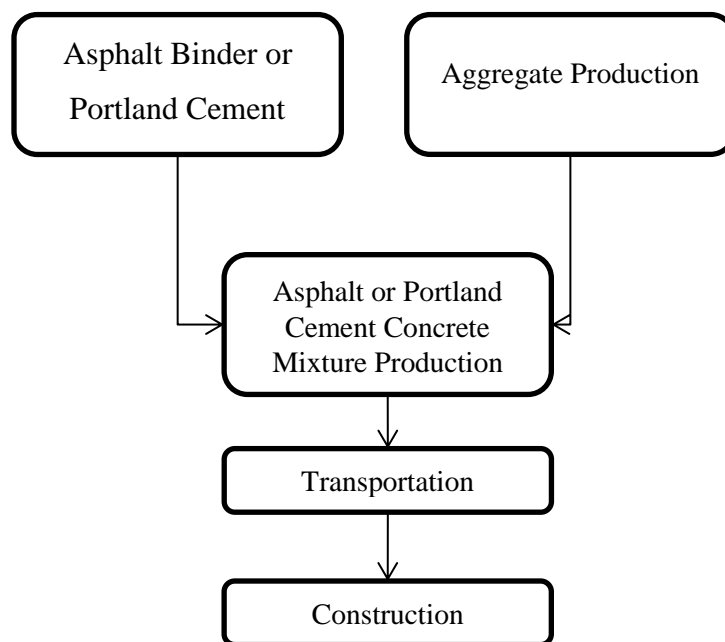 Asphalt Binder or
Portland Cement
Aggregate Production
Asphalt or Portland
Cement Concrete
Mixture Production
Transportation
Construction